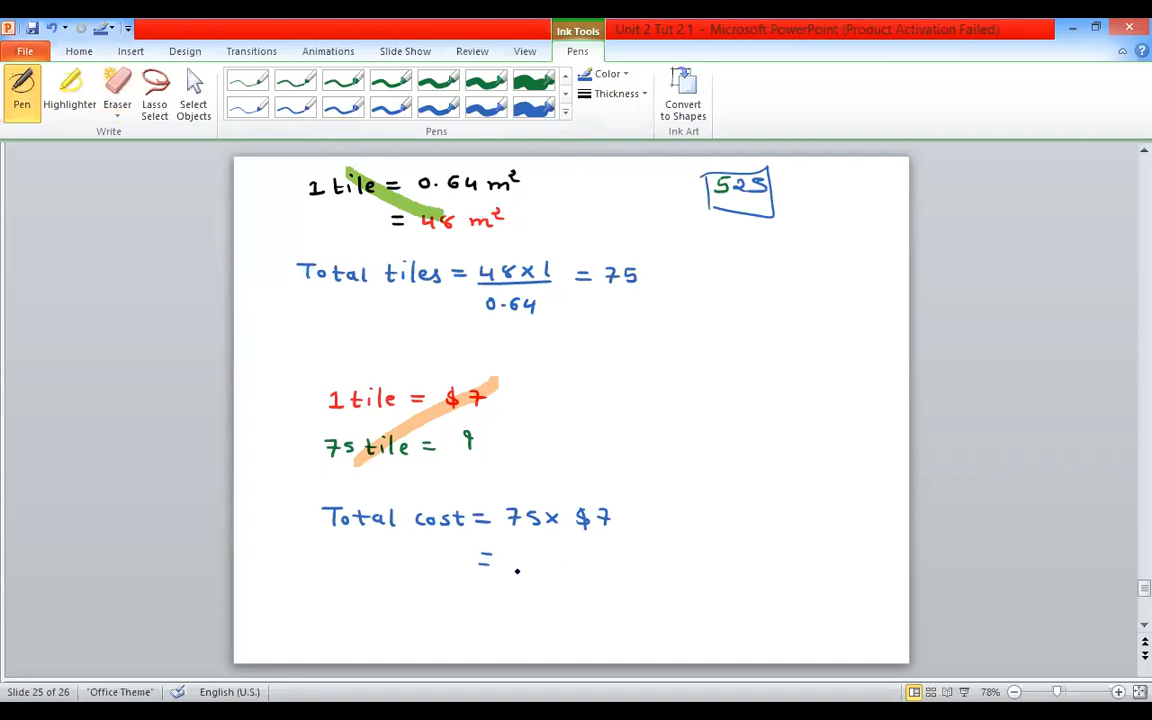 Ink Tools
Unit 2 Tut 2.1 - Microsoft PowerPoint (Product Activation Failed)
File Home Insert Design Transitions Animations Slide Show Review View Pens
Pen Highlighter Eraser Lasso Select Select Objects Color Thickness Convert to Shapes
Write Pens Ink Art
1 tile = 0.64 m²
525
= 48 m²
Total tiles = 48 x 1 = 75
0.64
1 tile = $7
75 tile = ?
Total cost = 75 x $7
=
Slide 25 of 26 "Office Theme" English (U.S.) 78%